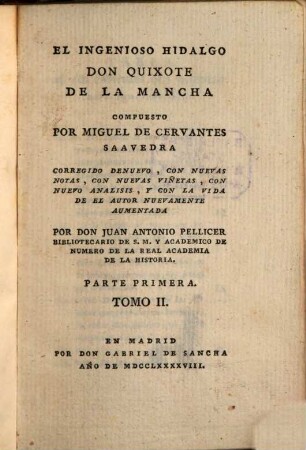 EL INGENIOSO HIDALGO
DON QUIXOTE
DE LA MANCHA
COMPUESTO
POR MIGUEL DE CERVANTES
SAAVEDRA
CORREGIDO DENUEVO, CON NUEVAS
NOTAS, CON NUEVAS VIÑETAS, CON
NUEVO ANALISIS, Y CON LA VIDA
DE EL AUTOR NUEVAMENTE
AUMENTADA
POR DON JUAN ANTONIO PELLICER
BIBLIOTECARIO DE S. M. Y ACADEMICO DE
NUMERO DE LA REAL ACADEMIA
DE LA HISTORIA.
PARTE PRIMERA.
TOMO II.
EN MADRID
POR DON GABRIEL DE SANCHA
AÑO DE MDCCLXXXXVIII.